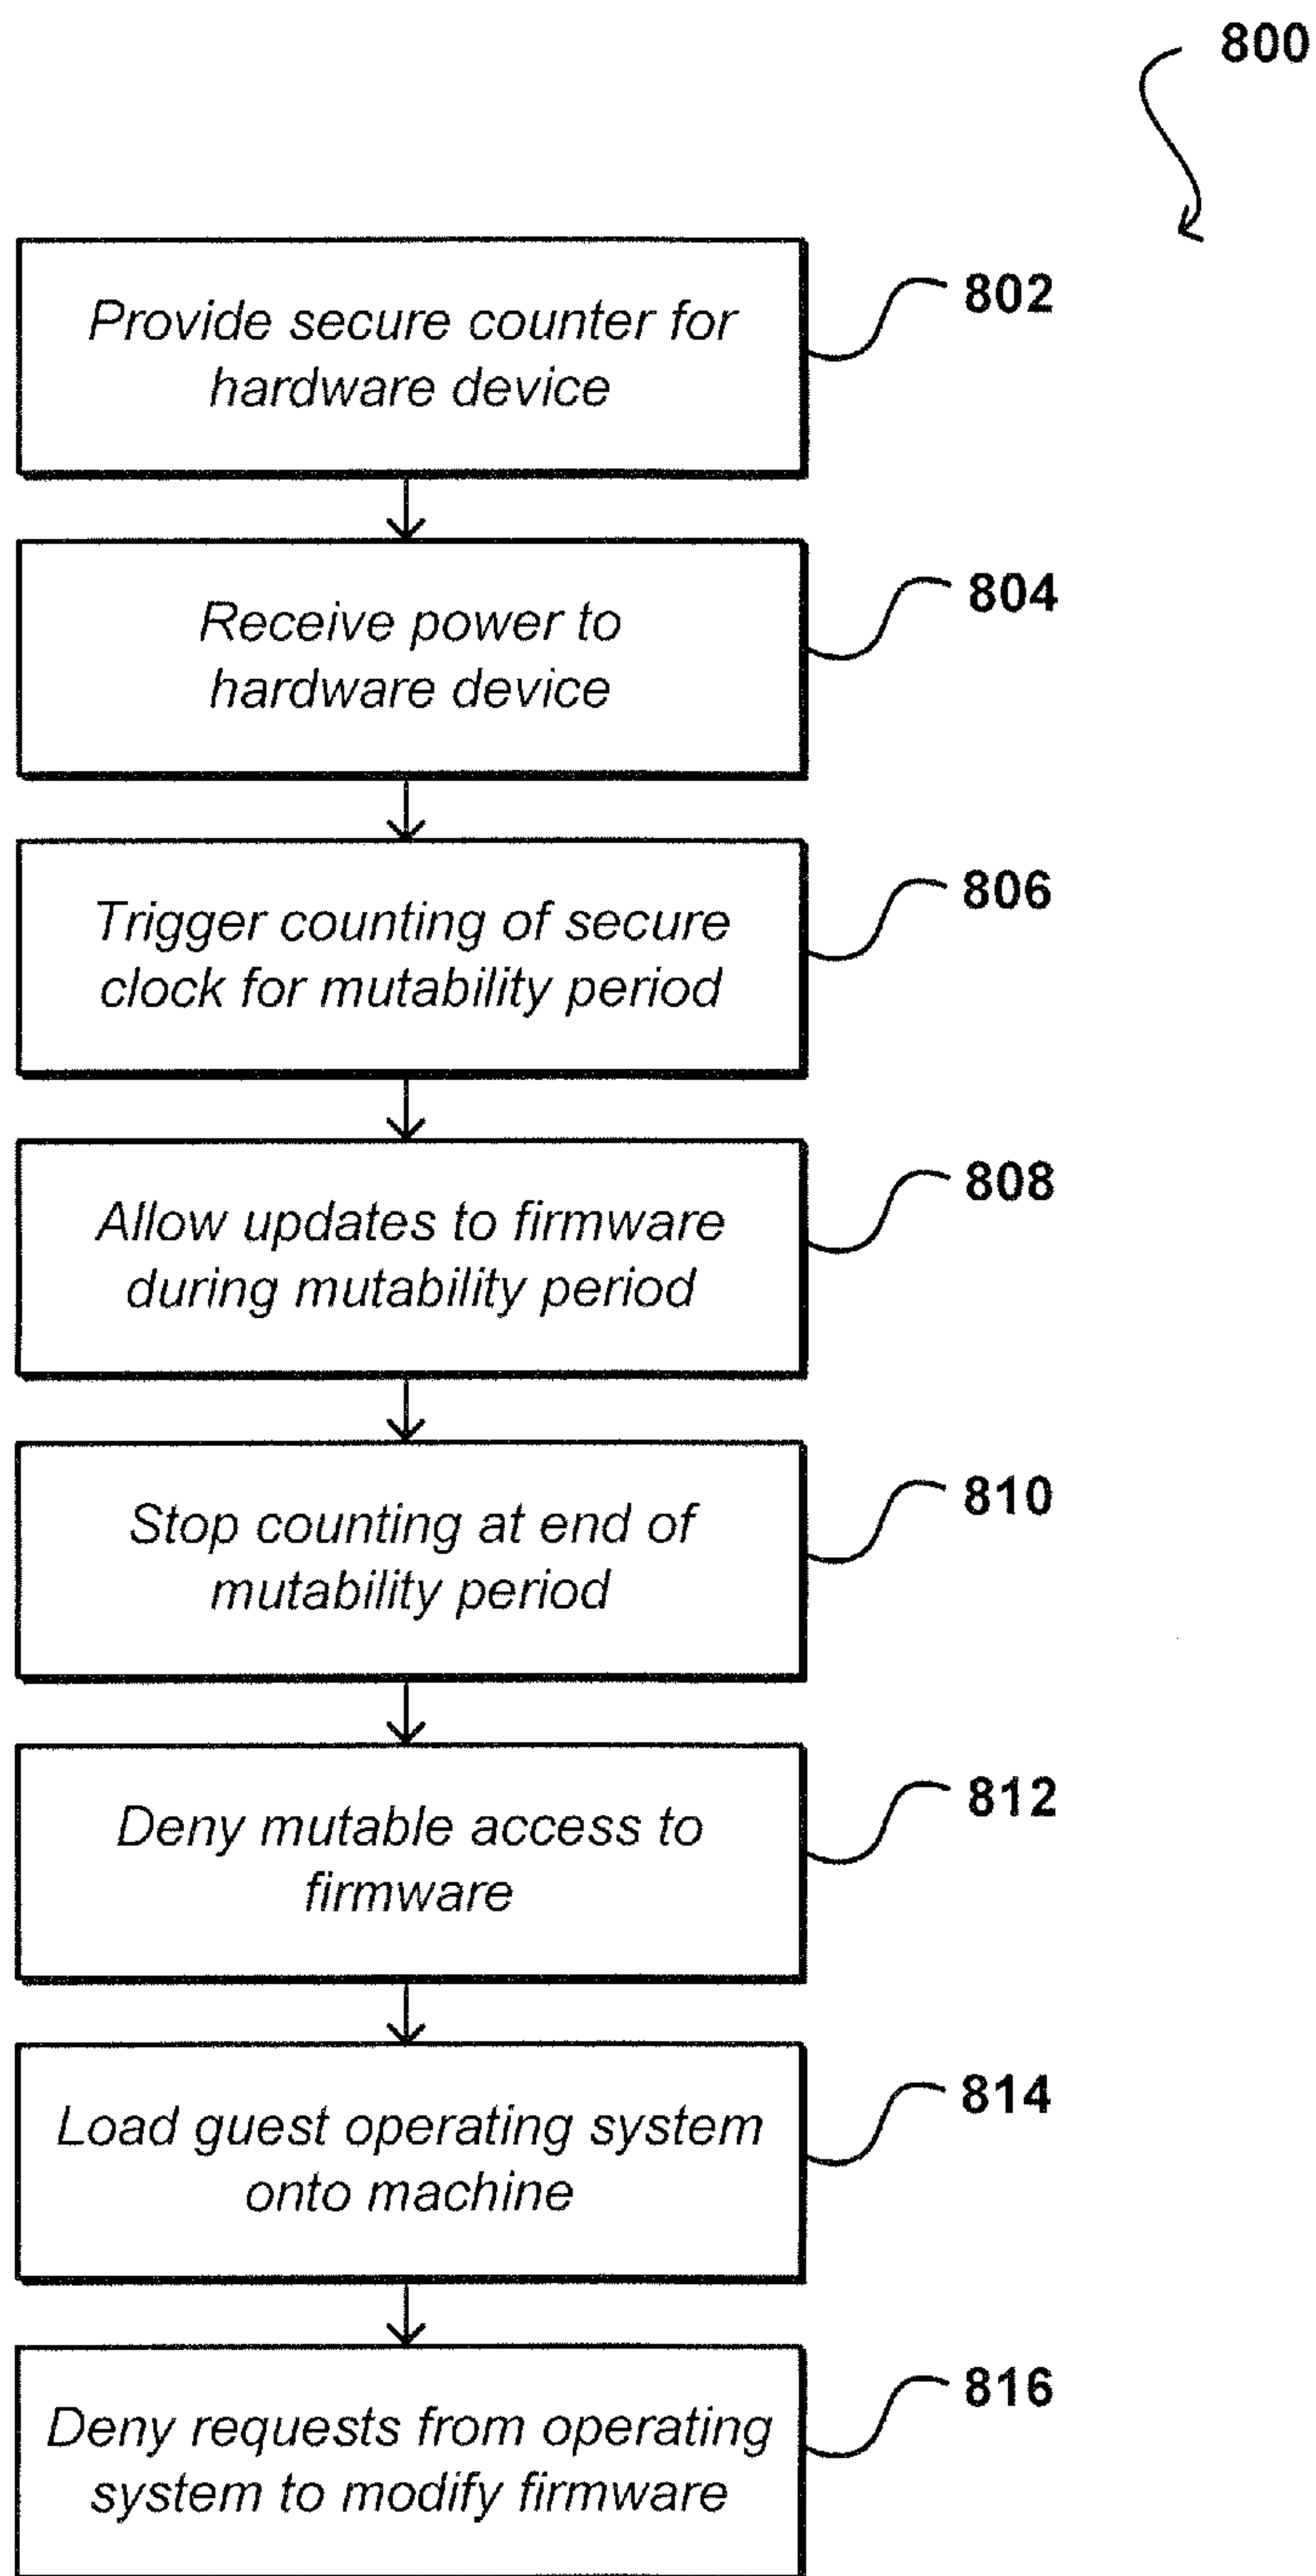 800
Provide secure counter for
hardware device
802
Receive power to
hardware device
804
Trigger counting of secure
clock for mutability period
806
Allow updates to firmware
during mutability period
808
Stop counting at end of
mutability period
810
Deny mutable access to
firmware
812
Load guest operating system
onto machine
814
Deny requests from operating
system to modify firmware
816